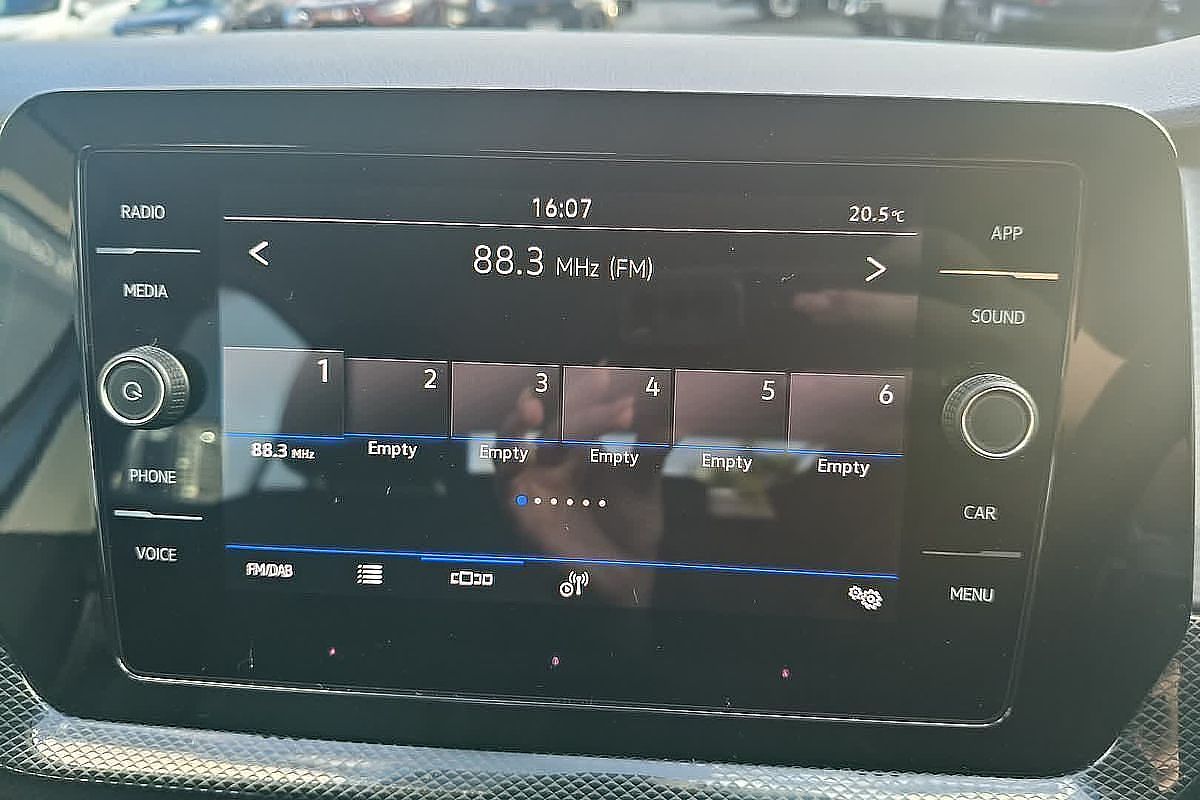 16:07
20.5°C
RADIO
MEDIA
PHONE
VOICE
< 88.3 MHz (FM) >
1 2 3 4 5 6
88.3 MHz Empty Empty Empty Empty Empty
FM/DAB
APP
SOUND
CAR
MENU